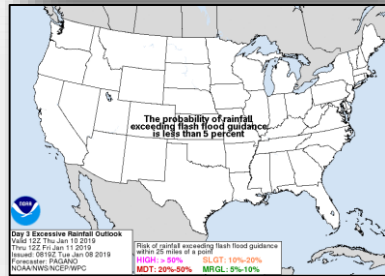 The probability of rainfall
exceeding flash flood guidance
is less than 5 percent
NOAA
Day 3 Excessive Rainfall Outlook
Valid 12Z Thu Jan 10 2019
Thru 12Z Fri Jan 11 2019
Issued: 0819Z Tue Jan 08 2019
Forecaster: PAGANO
NOAA/NWS/NCEP/WPC
Risk of rainfall exceeding flash flood guidance
within 25 miles of a point
HIGH: > 50% SLGT: 10%-20%
MDT: 20%-50% MRGL: 5%-10%